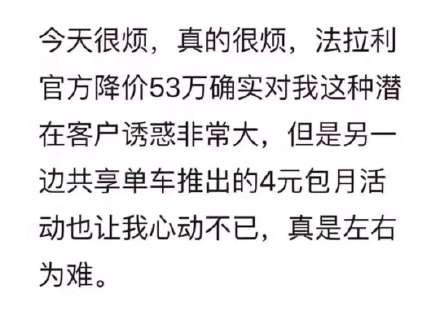 今天很烦，真的很烦，法拉利
官方降价53万确实对我这种潜
在客户诱惑非常大，但是另一
边共享单车推出的4元包月活
动也让我心动不已，真是左右
为难。